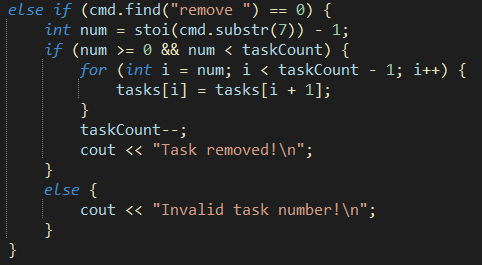 else if (cmd.find("remove ") == 0) {
    int num = stoi(cmd.substr(7)) - 1;
    if (num >= 0 && num < taskCount) {
        for (int i = num; i < taskCount - 1; i++) {
            tasks[i] = tasks[i + 1];
        }
        taskCount--;
        cout << "Task removed!\n";
    }
    else {
        cout << "Invalid task number!\n";
    }
}